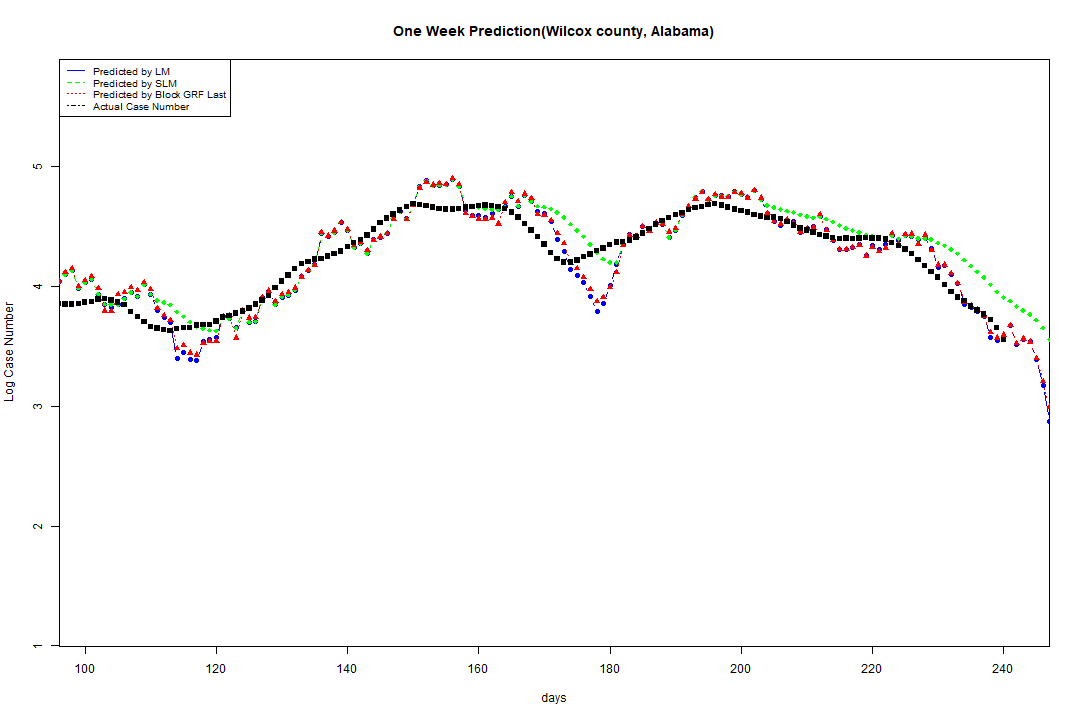 One Week Prediction(Wilcox county, Alabama)
Predicted by LM
Predicted by SLM
Predicted by Block GRF Last
Actual Case Number
5
4
3
2
1
Log Case Number
100 120 140 160 180 200 220 240
days